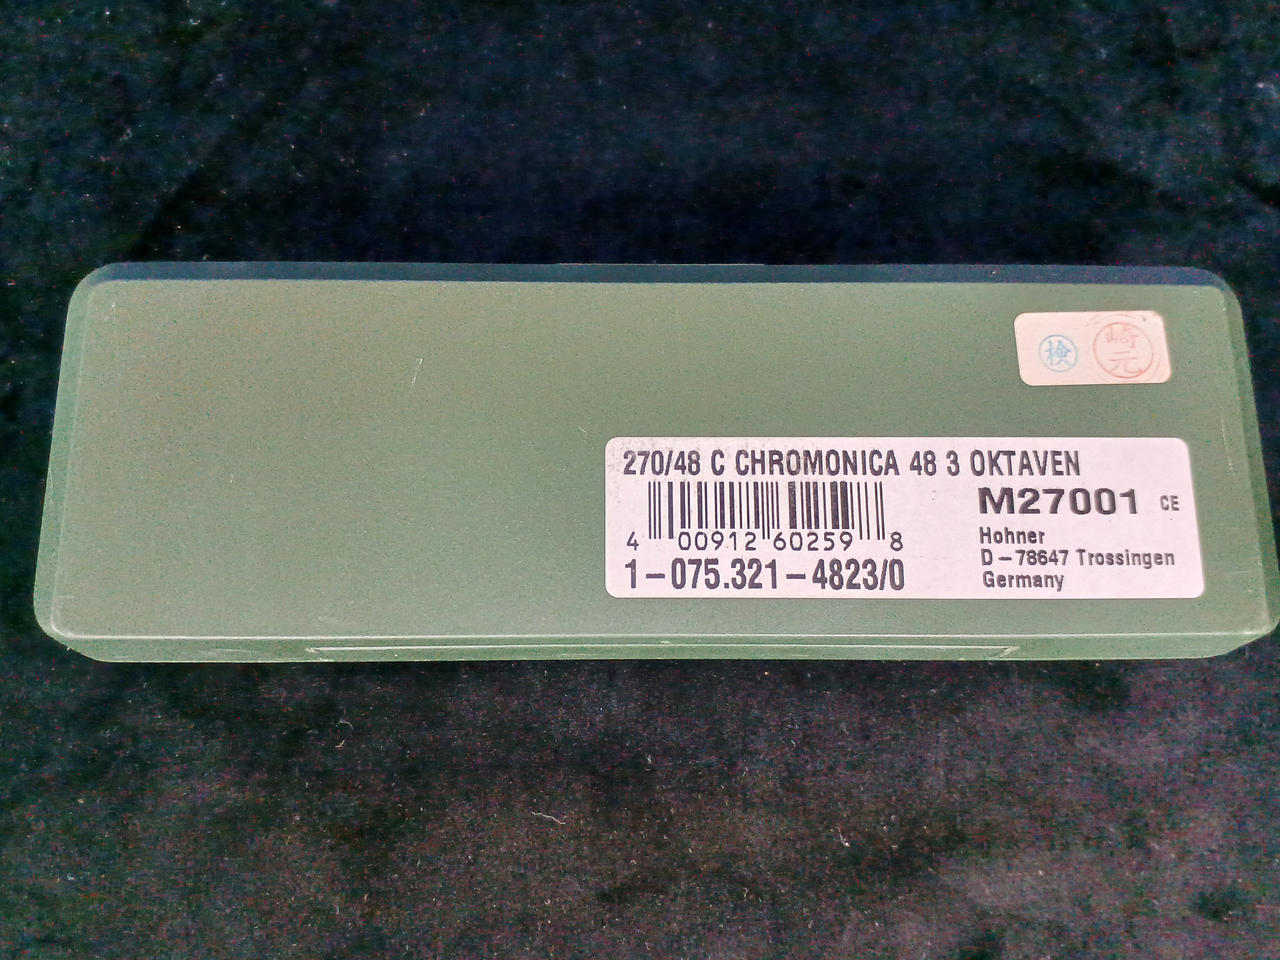 検
崎
元
270/48 C CHROMONICA 48 3 OKTAVEN
M27001 CE
4 00912 60259 8
Hohner
D-78647 Trossingen
1-075.321-4823/0
Germany